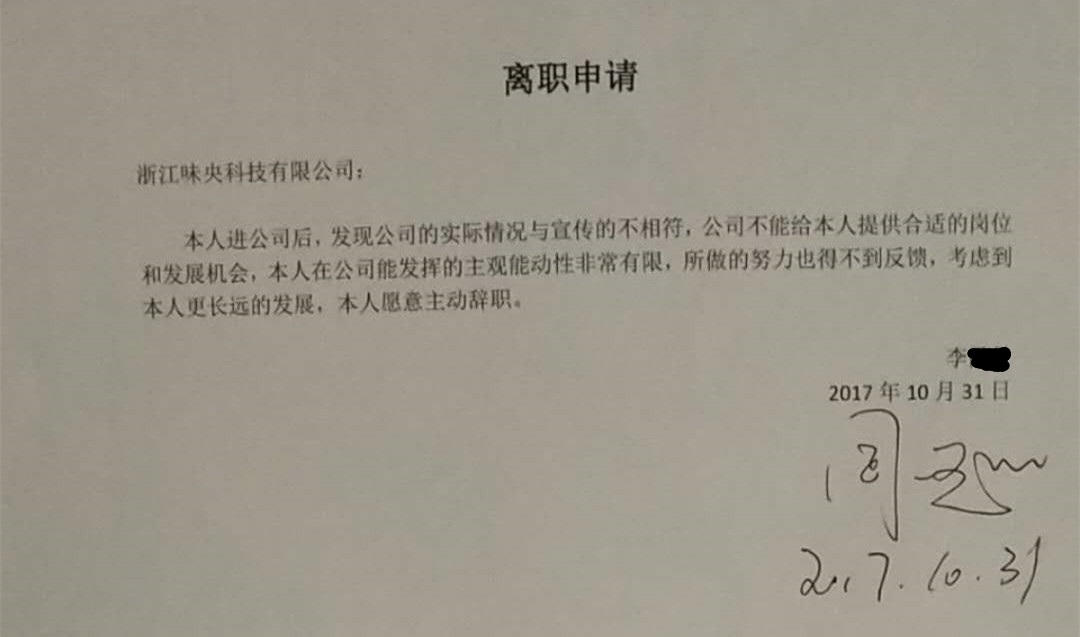 离职申请
浙江味央科技有限公司：
本人进公司后，发现公司的实际情况与宣传的不相符，公司不能给本人提供合适的岗位
和发展机会，本人在公司能发挥的主观能动性非常有限，所做的努力也得不到反馈，考虑到
本人更长远的发展，本人愿意主动辞职。
李
2017 年 10 月 31 日
同意
2017.10.31